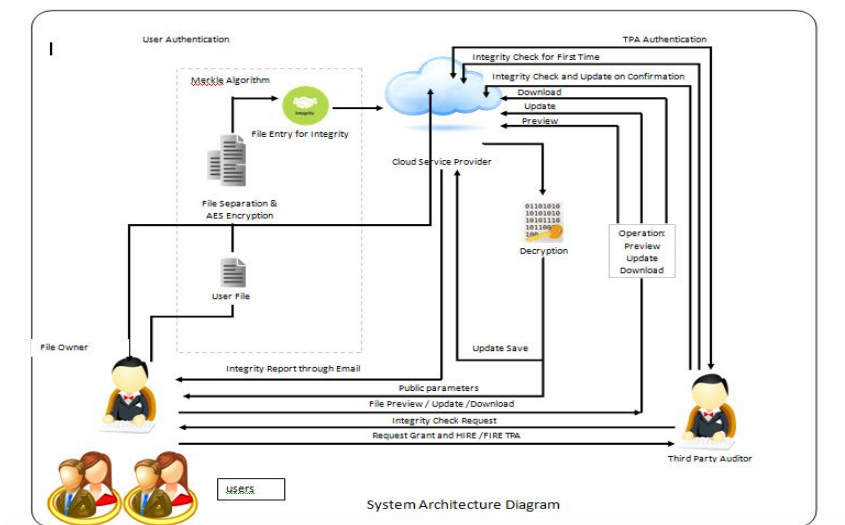 I
User Authentication
TPA Authentication
Integrity Check for First Time
Merkle Algorithm
Integrity Check and Update on Confirmation
Download
Update
Preview
Integrity
File Entry for Integrity
Cloud Service Provider
File Separation &
AES Encryption
01101010
10101010
10101110
Decryption
Operation:
Preview
Update
Download
User File
File Owner
Update Save
Integrity Report through Email
Public parameters
File Preview / Update /Download
Integrity Check Request
Request Grant and HIRE /FIRE TPA
Third Party Auditor
users
System Architecture Diagram